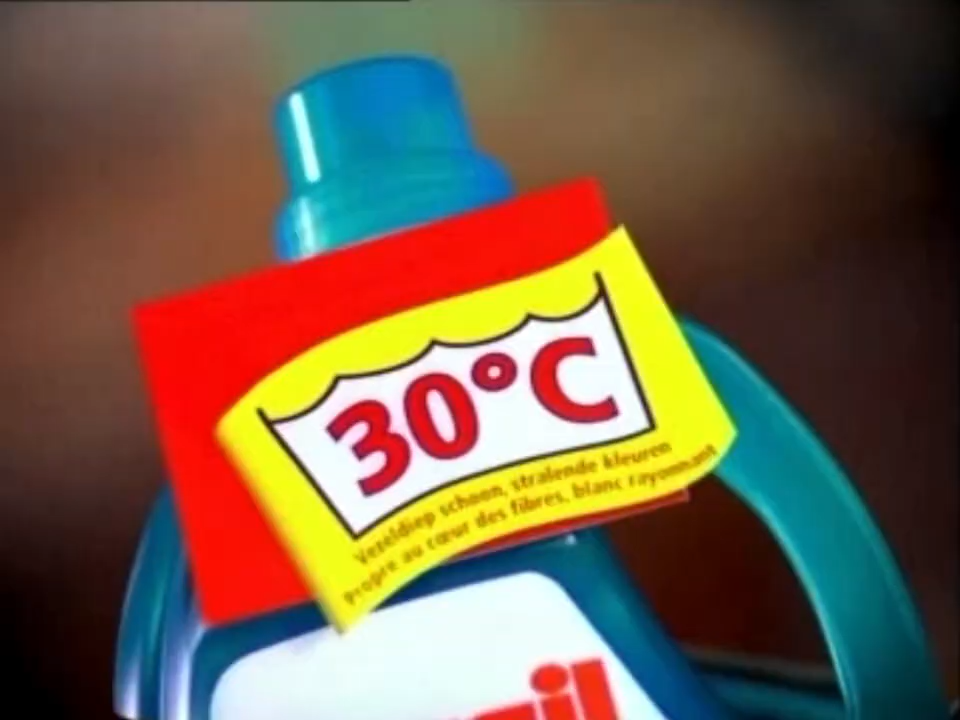 30°C
Vezeldiep schoon, stralende kleuren
Propre au cœur des fibres, blanc rayonnant